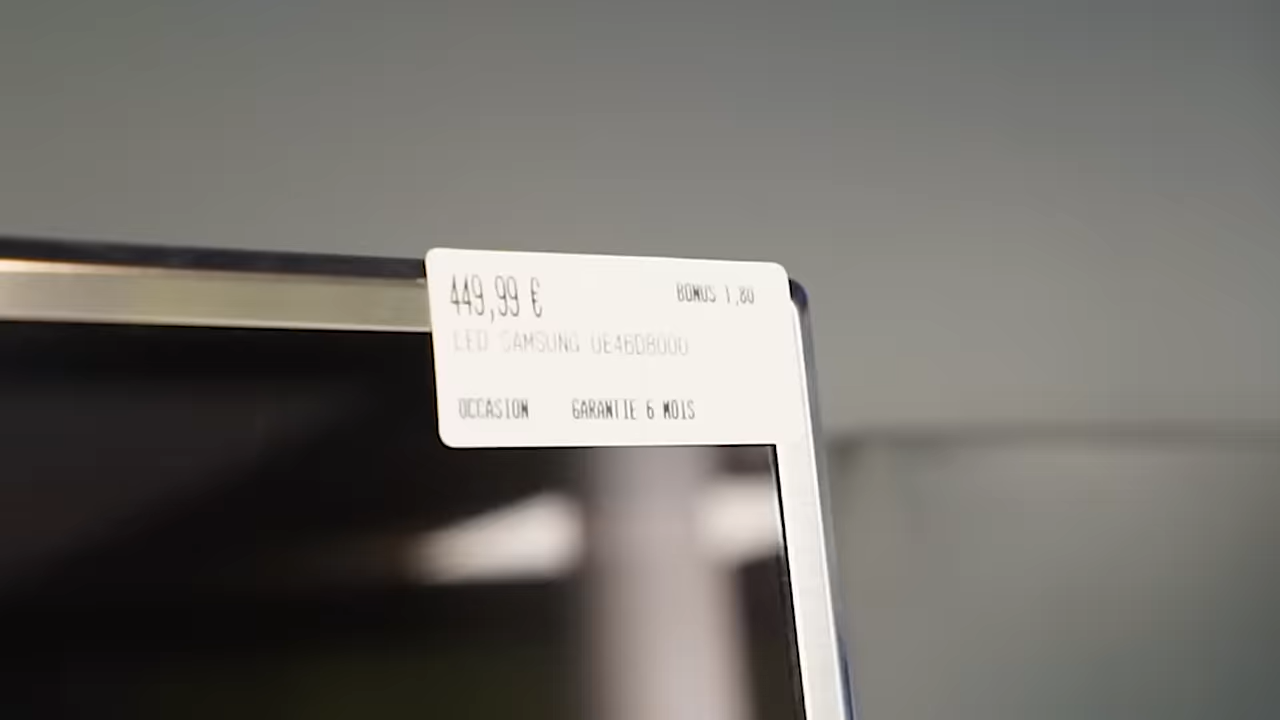 449,99 € BONUS 1,80
LED SAMSUNG UE46D8000
OCCASION GARANTIE 6 MOIS